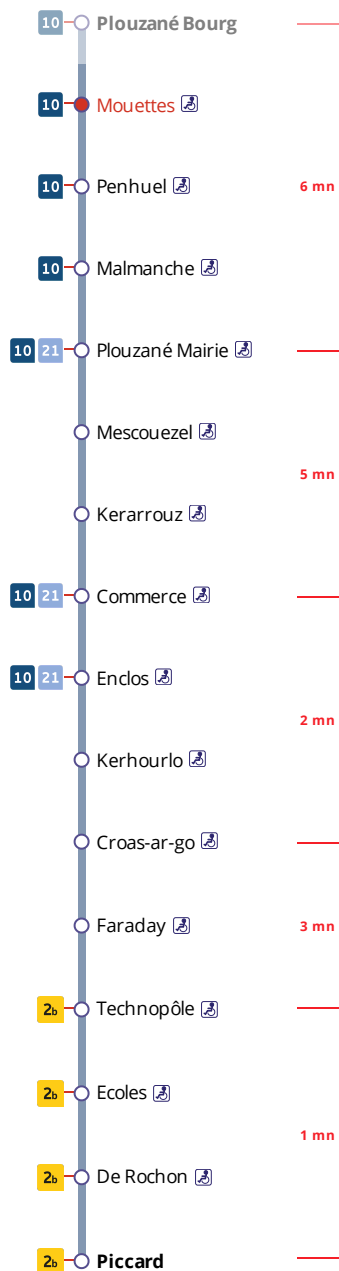 10 Plouzané Bourg
10 Mouettes
10 Penhuel 6 mn
10 Malmanche
10 21 Plouzané Mairie
Mescouezel
5 mn
Kerarrouz
10 21 Commerce
10 21 Enclos
2 mn
Kerhourlo
Croas-ar-go
Faraday 3 mn
2b Technopôle
2b Ecoles
1 mn
2b De Rochon
2b Piccard